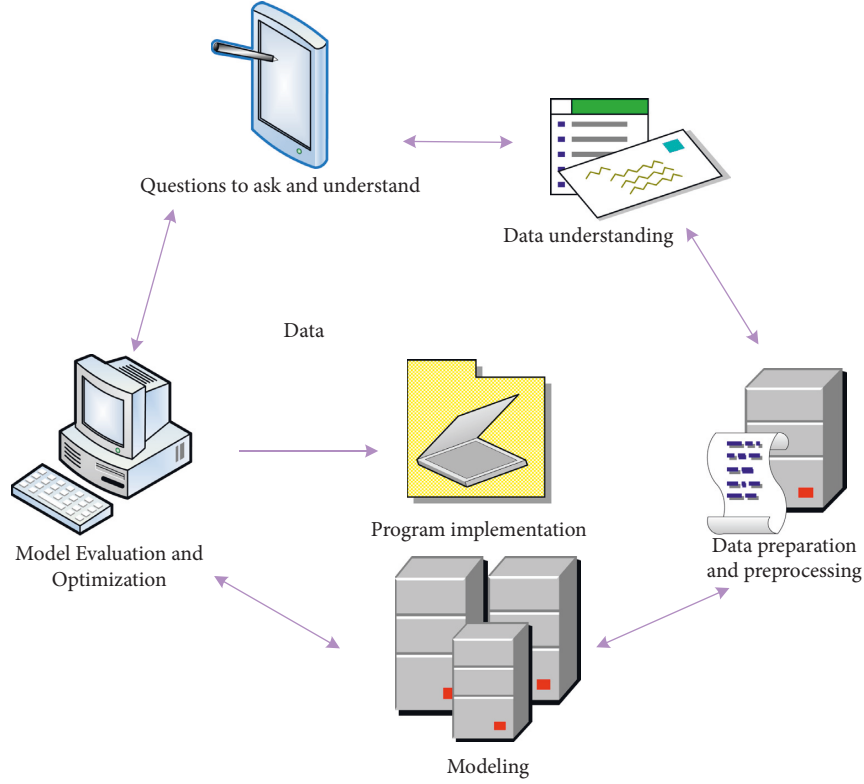 Questions to ask and understand
Data understanding
Data
Program implementation
Model Evaluation and
Optimization
Data preparation
and preprocessing
Modeling